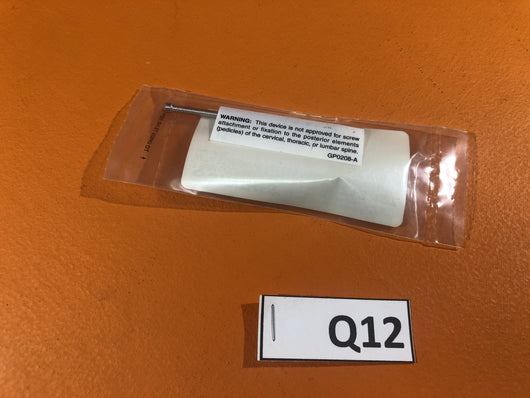 WARNING: This device is not approved for screw
attachment or fixation to the posterior elements
(pedicles) of the cervical, thoracic, or lumbar spine.
GP0208-A
Q12